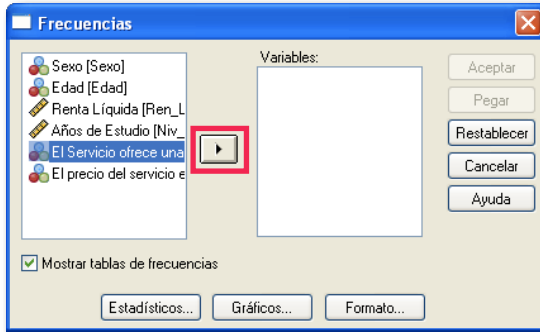 Frecuencias
Variables:
Sexo [Sexo]
Edad [Edad]
Renta Líquida [Ren_L
Años de Estudio [Niv_
El Servicio ofrece una
El precio del servicio e
Aceptar
Pegar
Restablecer
Cancelar
Ayuda
Mostrar tablas de frecuencias
Estadísticos... Gráficos... Formato...